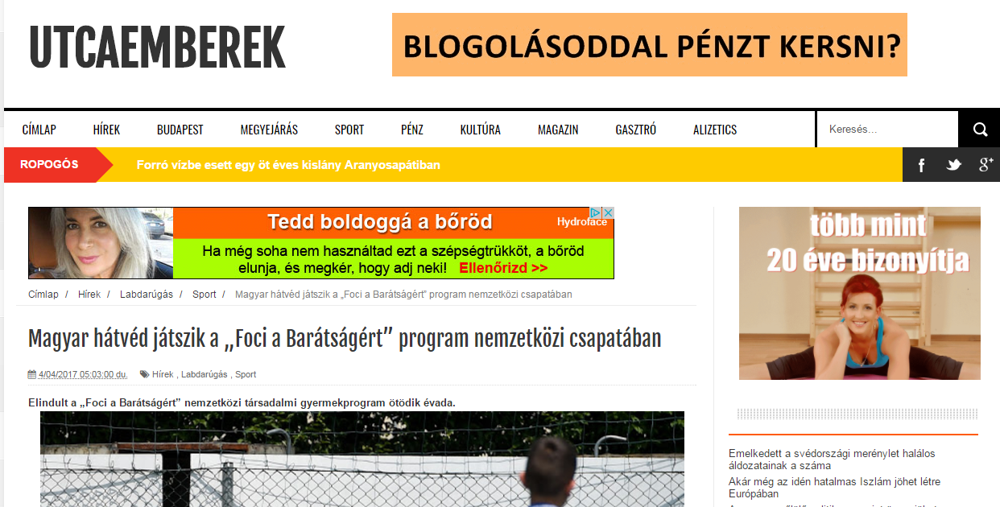 UTCAEMBEREK
BLOGOLÁSODDAL PÉNZT KERSNI?
CÍMLAP HÍREK BUDAPEST MEGYEJÁRÁS SPORT PÉNZ KULTÚRA MAGAZIN GASZTRÓ ALIZETICS Keresés...
ROPOGÓS Forró vízbe esett egy öt éves kislány Aranyosapátiban
Tedd boldoggá a bőröd
Hydroface
Ha még soha nem használtad ezt a szépségtrükköt, a bőröd
elunja, és megkér, hogy adj neki! Ellenőrizd >>
Címlap / Hírek / Labdarúgás / Sport / Magyar hátvéd játszik a „Foci a Barátságért” program nemzetközi csapatában
Magyar hátvéd játszik a „Foci a Barátságért” program nemzetközi csapatában
4/04/2017 05:03:00 du. Hírek , Labdarúgás , Sport
Elindult a „Foci a Barátságért” nemzetközi társadalmi gyermekprogram ötödik évada.
több mint
20 éve bizonyítja
Emelkedett a svédországi merénylet halálos
áldozatainak a száma
Akár még az idén hatalmas Iszlám jöhet létre
Európában